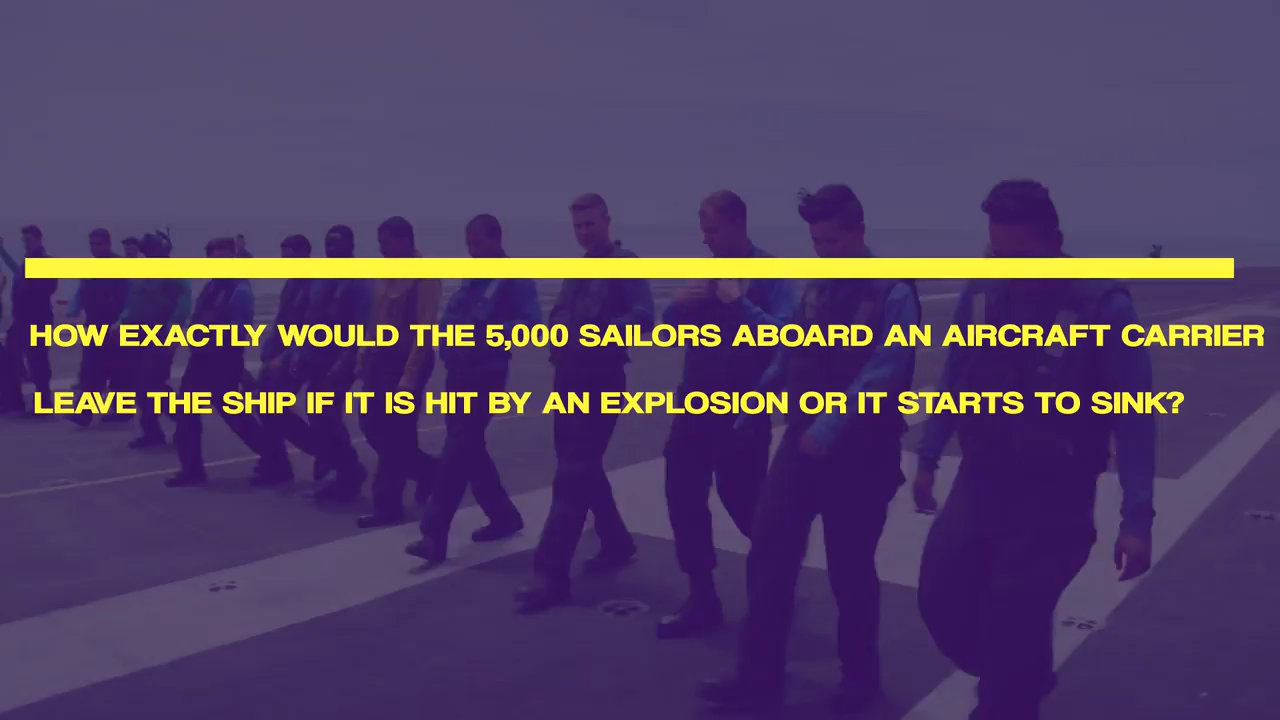 HOW EXACTLY WOULD THE 5,000 SAILORS ABOARD AN AIRCRAFT CARRIER
LEAVE THE SHIP IF IT IS HIT BY AN EXPLOSION OR IT STARTS TO SINK?